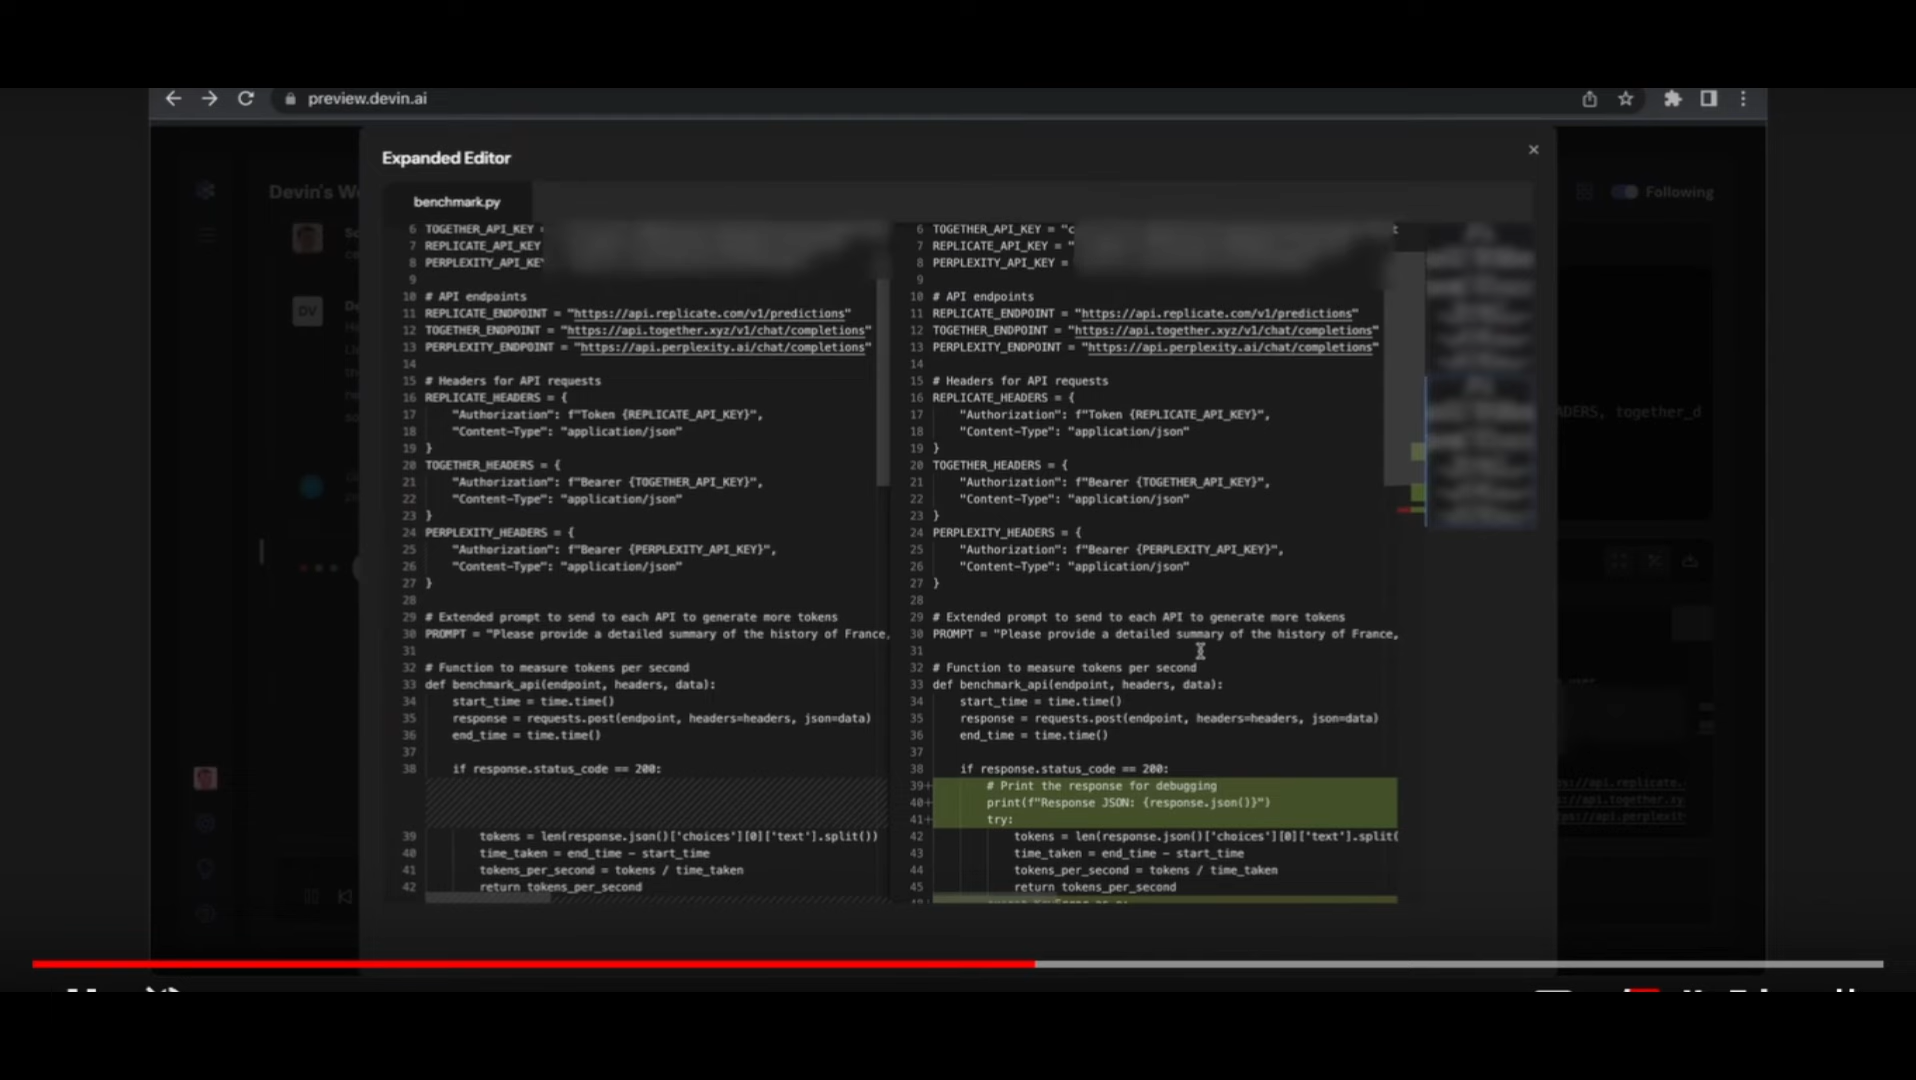 preview.devin.ai
Expanded Editor
Devin's
Following
benchmark.py
6 TOGETHER_API_KEY =
7 REPLICATE_API_KEY
8 PERPLEXITY_API_KEY
9
10 # API endpoints
11 REPLICATE_ENDPOINT = "https://api.replicate.com/v1/predictions"
12 TOGETHER_ENDPOINT = "https://api.together.xyz/v1/chat/completions"
13 PERPLEXITY_ENDPOINT = "https://api.perplexity.ai/chat/completions"
14
15 # Headers for API requests
16 REPLICATE_HEADERS = {
17 "Authorization": f"Token {REPLICATE_API_KEY}",
18 "Content-Type": "application/json"
19 }
20 TOGETHER_HEADERS = {
21 "Authorization": f"Bearer {TOGETHER_API_KEY}",
22 "Content-Type": "application/json"
23 }
24 PERPLEXITY_HEADERS = {
25 "Authorization": f"Bearer {PERPLEXITY_API_KEY}",
26 "Content-Type": "application/json"
27 }
28
29 # Extended prompt to send to each API to generate more tokens
30 PROMPT = "Please provide a detailed summary of the history of France,
31
32 # Function to measure tokens per second
33 def benchmark_api(endpoint, headers, data):
34 start_time = time.time()
35 response = requests.post(endpoint, headers=headers, json=data)
36 end_time = time.time()
37
38 if response.status_code == 200:
39 tokens = len(response.json()['choices'][0]['text'].split())
40 time_taken = end_time - start_time
41 tokens_per_second = tokens / time_taken
42 return tokens_per_second
6 TOGETHER_API_KEY = "c
7 REPLICATE_API_KEY = "
8 PERPLEXITY_API_KEY =
9
10 # API endpoints
11 REPLICATE_ENDPOINT = "https://api.replicate.com/v1/predictions"
12 TOGETHER_ENDPOINT = "https://api.together.xyz/v1/chat/completions"
13 PERPLEXITY_ENDPOINT = "https://api.perplexity.ai/chat/completions"
14
15 # Headers for API requests
16 REPLICATE_HEADERS = {
17 "Authorization": f"Token {REPLICATE_API_KEY}",
18 "Content-Type": "application/json"
19 }
20 TOGETHER_HEADERS = {
21 "Authorization": f"Bearer {TOGETHER_API_KEY}",
22 "Content-Type": "application/json"
23 }
24 PERPLEXITY_HEADERS = {
25 "Authorization": f"Bearer {PERPLEXITY_API_KEY}",
26 "Content-Type": "application/json"
27 }
28
29 # Extended prompt to send to each API to generate more tokens
30 PROMPT = "Please provide a detailed summary of the history of France,
31
32 # Function to measure tokens per second
33 def benchmark_api(endpoint, headers, data):
34 start_time = time.time()
35 response = requests.post(endpoint, headers=headers, json=data)
36 end_time = time.time()
37
38 if response.status_code == 200:
39+ # Print the response for debugging
40+ print(f"Response JSON: {response.json()}")
41+ try:
42 tokens = len(response.json()['choices'][0]['text'].split(
43 time_taken = end_time - start_time
44 tokens_per_second = tokens / time_taken
45 return tokens_per_second
DV
ADERS, together_d